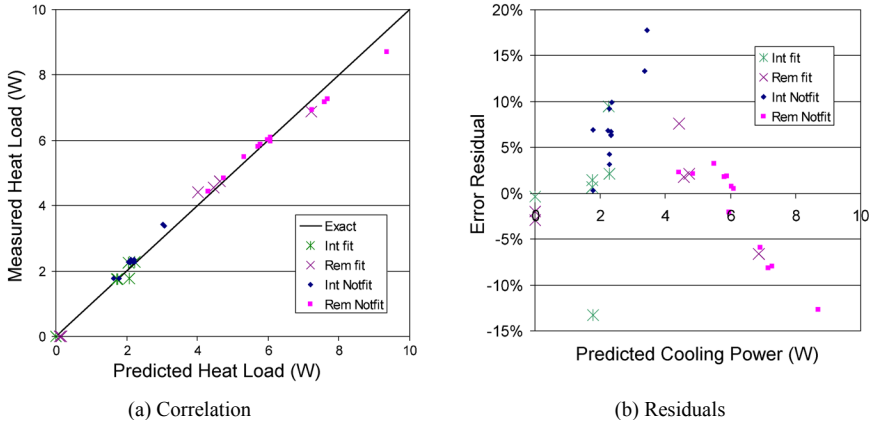 10
8
6
4
2
0
0
2
4
6
8
10
Measured Heat Load (W)
Predicted Heat Load (W)
Exact
Int fit
Rem fit
Int Notfit
Rem Notfit
(a) Correlation
20%
15%
10%
5%
0%
-5%
-10%
-15%
0
2
4
6
8
10
Error Residual
Predicted Cooling Power (W)
Int fit
Rem fit
Int Notfit
Rem Notfit
(b) Residuals